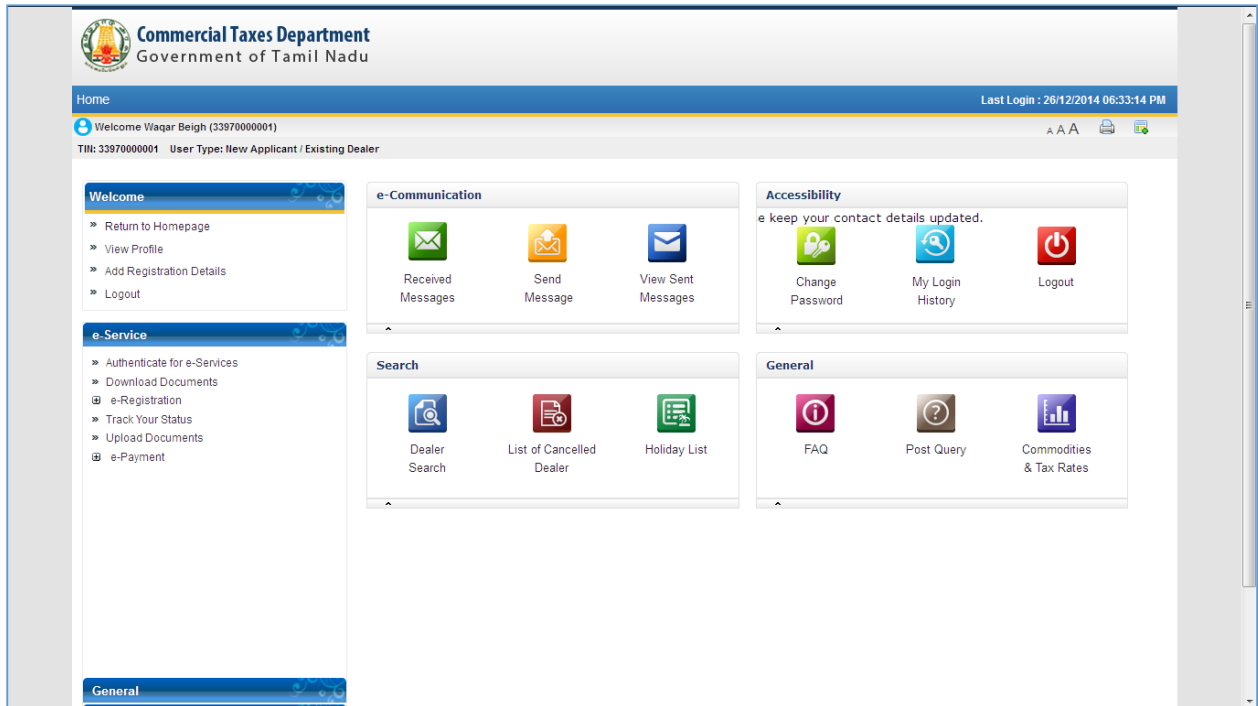 Commercial Taxes Department
Government of Tamil Nadu
Home
Last Login : 26/12/2014 06:33:14 PM
Welcome Waqar Beigh (33970000001)
A A A
TIN: 33970000001 User Type: New Applicant / Existing Dealer
Welcome
» Return to Homepage
» View Profile
» Add Registration Details
» Logout
e-Service
» Authenticate for e-Services
» Download Documents
e-Registration
» Track Your Status
» Upload Documents
e-Payment
General
e-Communication
Received
Messages
Send
Message
View Sent
Messages
Accessibility
e keep your contact details updated.
Change
Password
My Login
History
Logout
Search
Dealer
Search
List of Cancelled
Dealer
Holiday List
General
FAQ
Post Query
Commodities
& Tax Rates